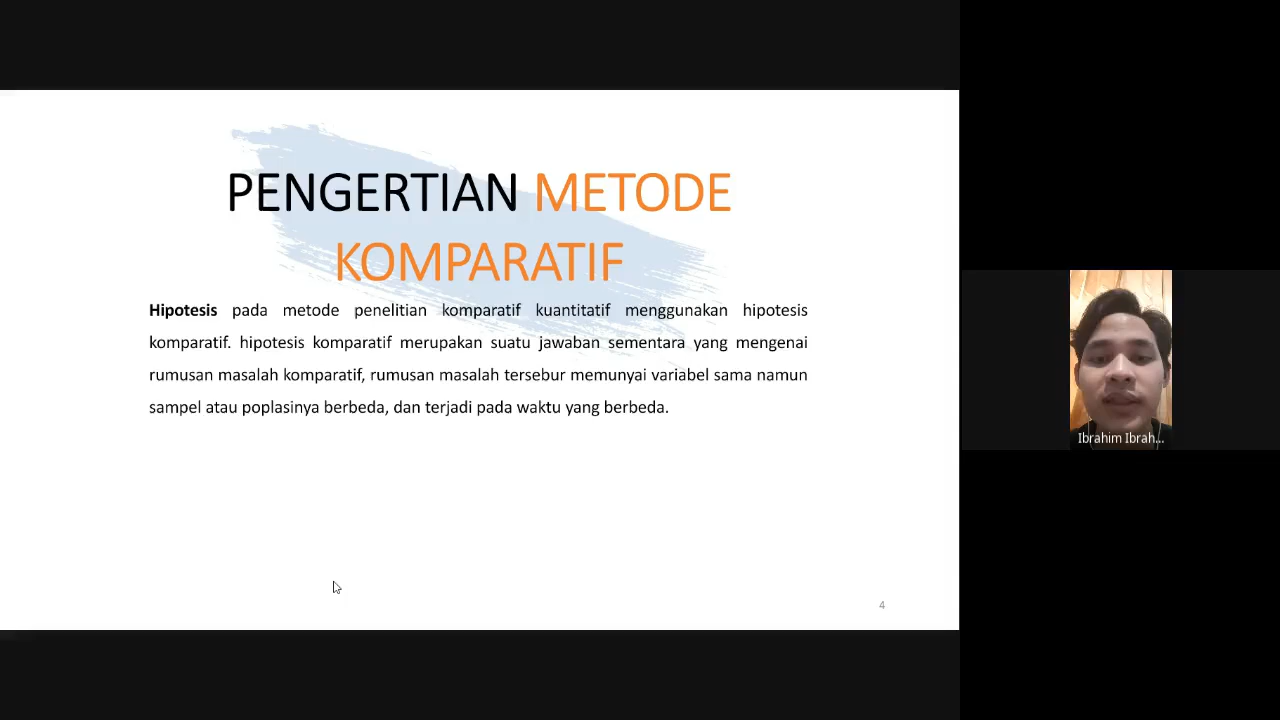 PENGERTIAN METODE
KOMPARATIF
Hipotesis pada metode penelitian komparatif kuantitatif menggunakan hipotesis
komparatif. hipotesis komparatif merupakan suatu jawaban sementara yang mengenai
rumusan masalah komparatif, rumusan masalah tersebut memunyai variabel sama namun
sampel atau poplasinya berbeda, dan terjadi pada waktu yang berbeda.
4
Ibrahim Ibrah...